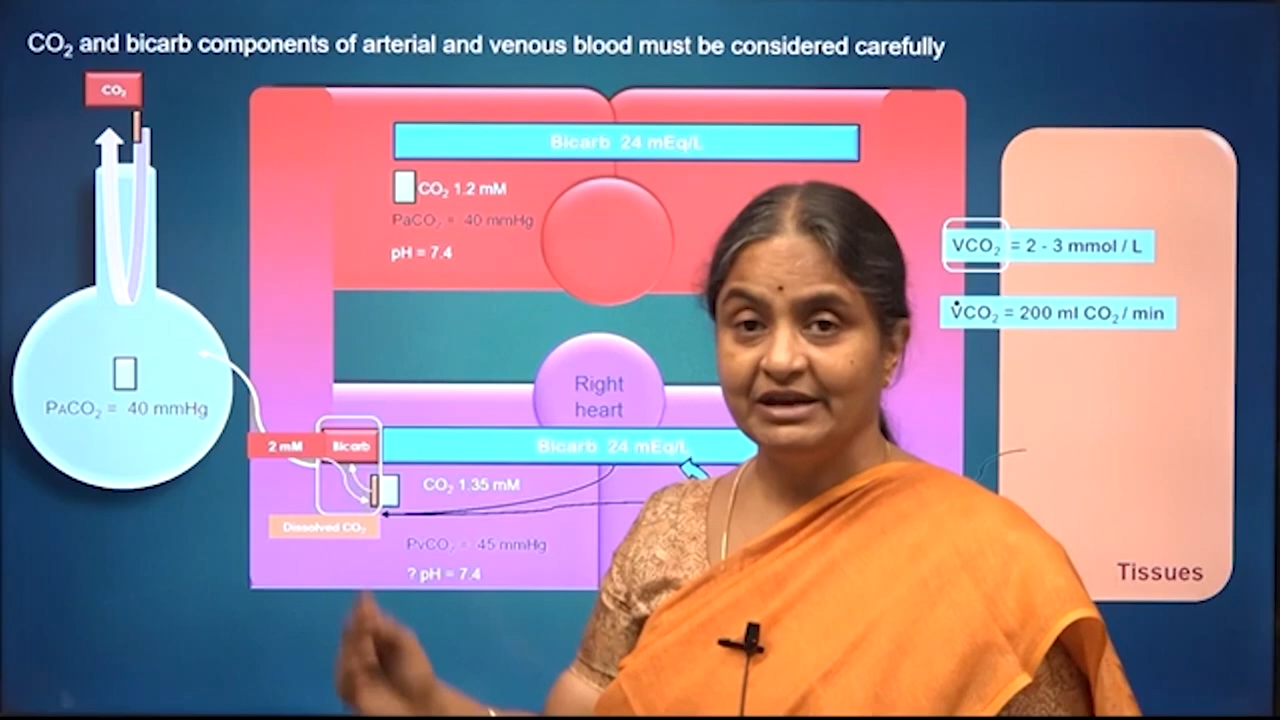 CO₂ and bicarb components of arterial and venous blood must be considered carefully
CO₂
Bicarb 24 mEq/L
CO₂ 1.2 mM
PaCO₂ = 40 mmHg
pH = 7.4
VCO₂ = 2 - 3 mmol / L
V̇CO₂ = 200 ml CO₂ / min
Right
heart
PACO₂ = 40 mmHg
2 mM
Bicarb
Bicarb 24 mEq/L
CO₂ 1.35 mM
Dissolved CO₂
PvCO₂ = 45 mmHg
? pH = 7.4
Tissues